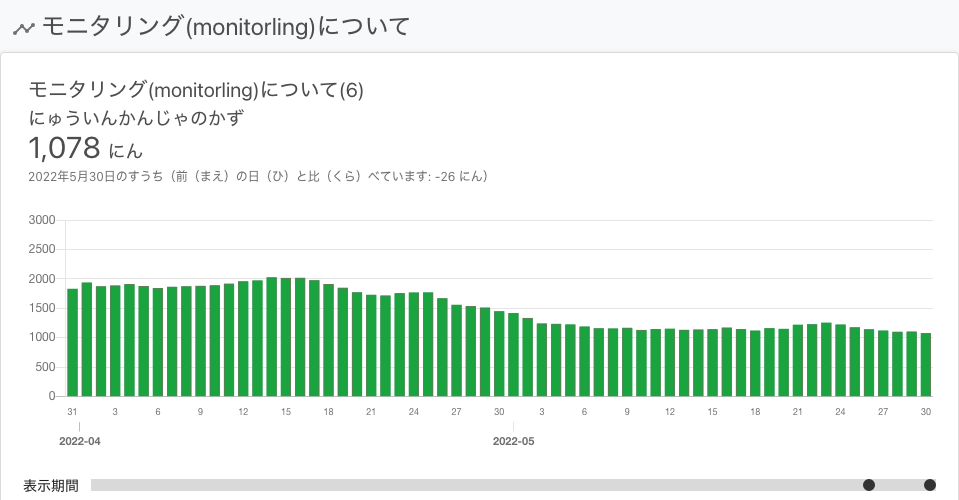 モニタリング(monitorling)について
モニタリング(monitorling)について(6)
にゅういんかんじゃのかず
1,078 にん
2022年5月30日のすうち（前（まえ）の日（ひ）と比（くら）べています: -26 にん）
3000
2500
2000
1500
1000
500
0
31 3 6 9 12 15 18 21 24 27 30 3 6 9 12 15 18 21 24 27 30
2022-04 2022-05
表示期間